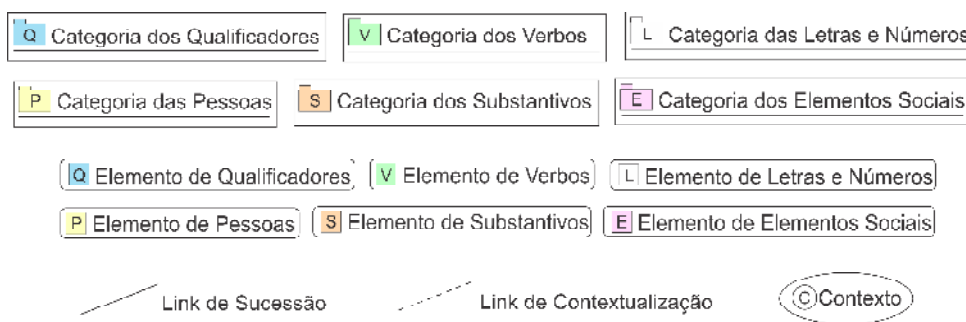 Q Categoria dos Qualificadores V Categoria dos Verbos L Categoria das Letras e Números
P Categoria das Pessoas S Categoria dos Substantivos E Categoria dos Elementos Sociais
Q Elemento de Qualificadores V Elemento de Verbos L Elemento de Letras e Números
P Elemento de Pessoas S Elemento de Substantivos E Elemento de Elementos Sociais
Link de Sucessão Link de Contextualização C Contexto